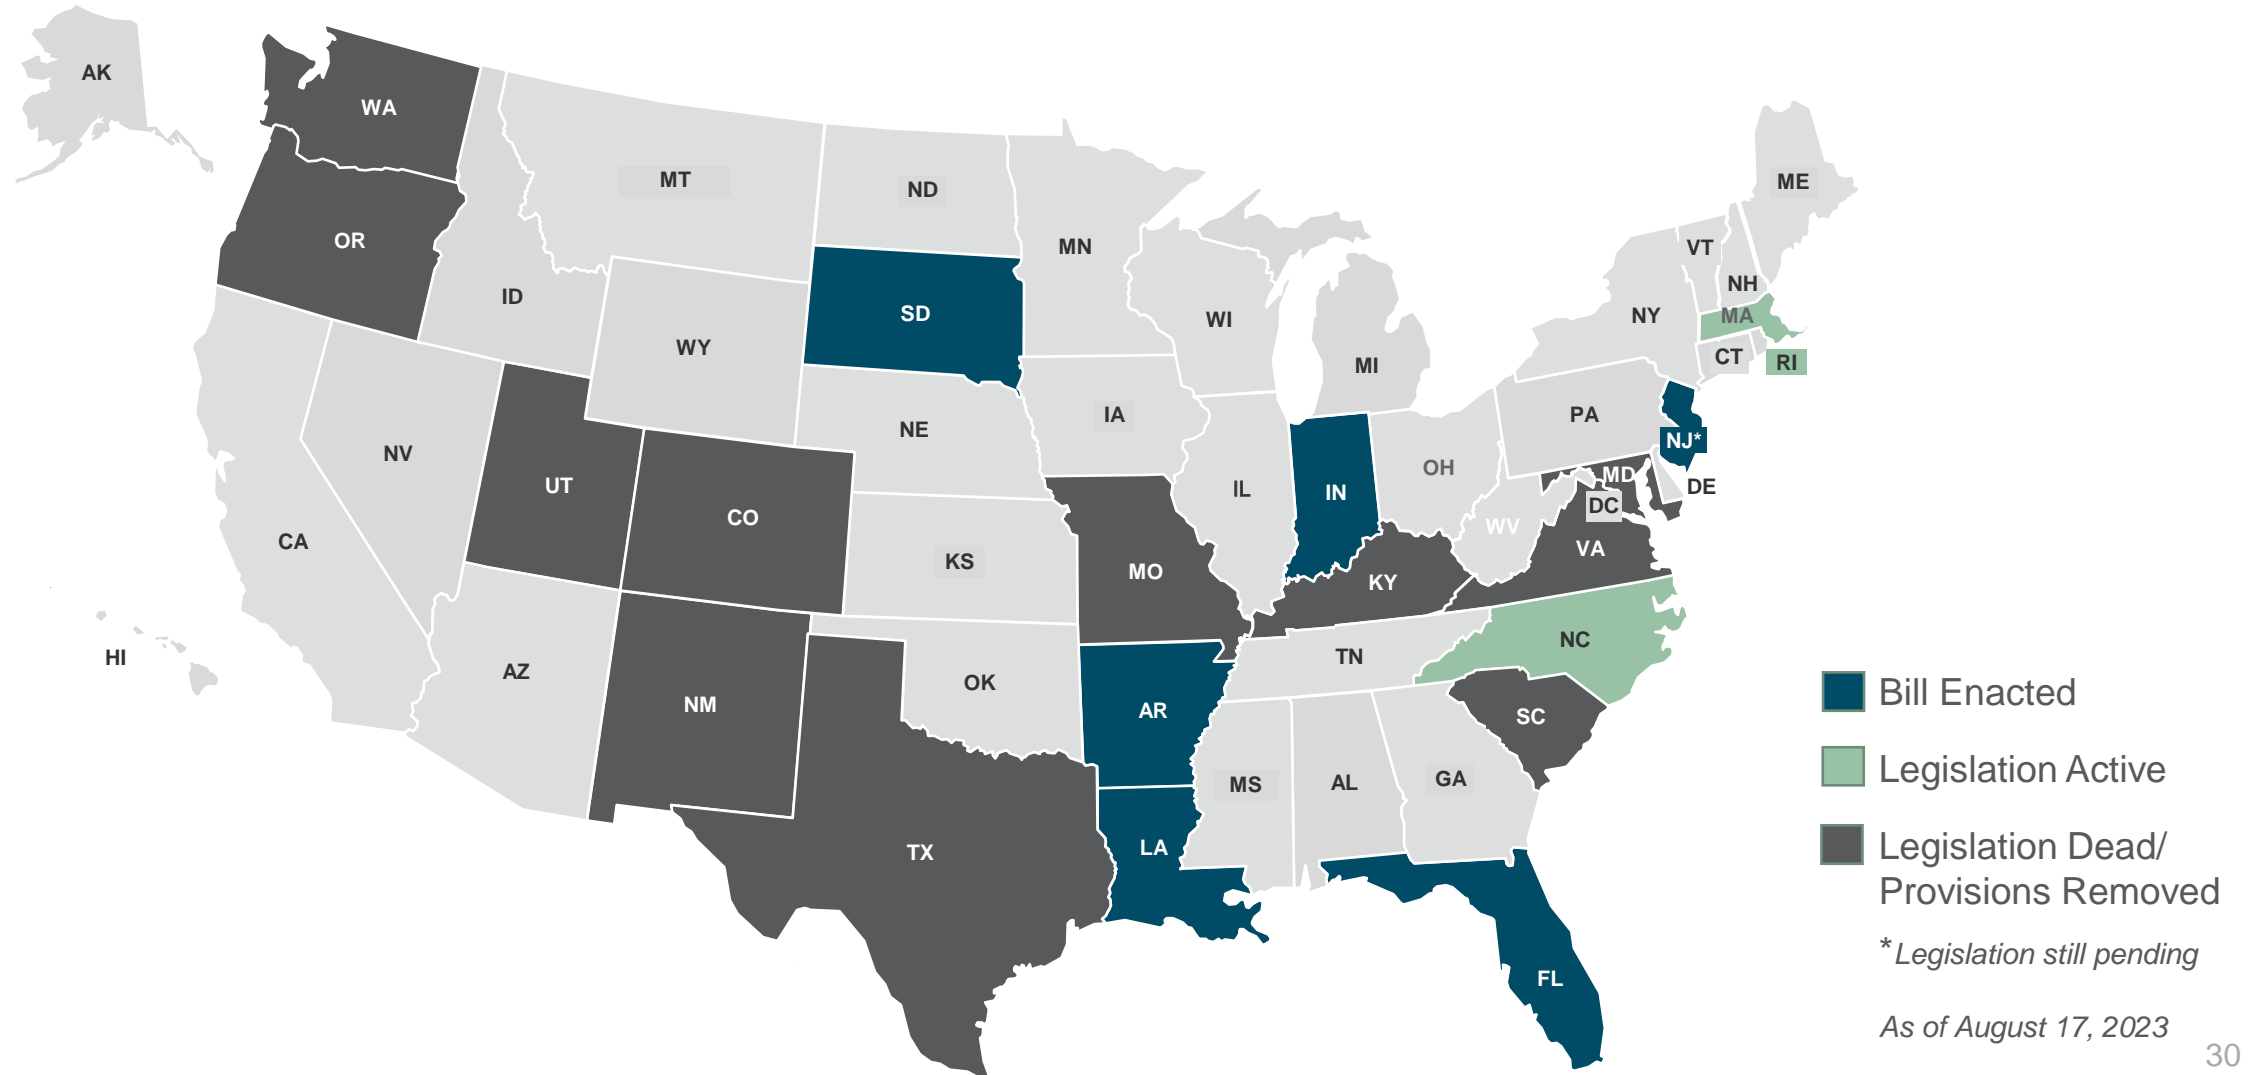 AK
WA
MT
ND
ME
OR
MN
VT
ID
NH
SD
WI
NY
MA
WY
MI
CT
RI
IA
PA
NE
NJ*
NV
OH
MD
UT
IL
IN
DE
CO
DC
WV
CA
VA
KS
MO
KY
NC
HI
TN
AZ
OK
NM
AR
SC
MS
AL
GA
LA
TX
FL
Bill Enacted
Legislation Active
Legislation Dead/
Provisions Removed
*Legislation still pending
As of August 17, 2023
30